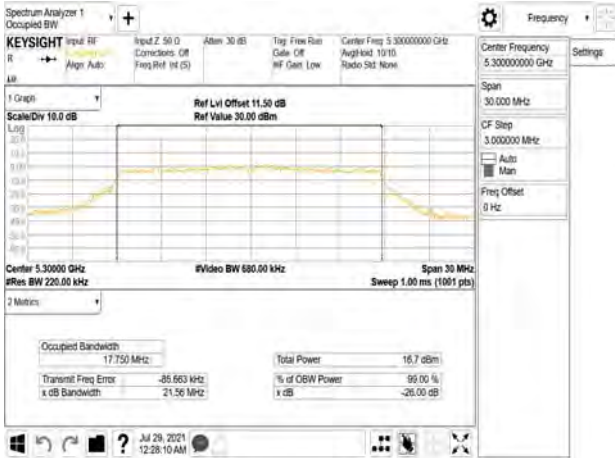 Spectrum Analyzer 1
Occupied BW
+
Frequency
KEYSIGHT
Input: RF
Input Z: 50 Ω
Atten: 30 dB
Trig: Free Run
Center Freq: 5.300000000 GHz
R
Corrections: Off
Gate: Off
Avg|Hold: 10/10
Align: Auto
Freq Ref: Int (S)
#IF Gain: Low
Radio Std: None
Center Frequency
5.300000000 GHz
Settings
Span
30.000 MHz
CF Step
3.000000 MHz
Auto
Man
Freq Offset
0 Hz
1 Graph
Ref Lvl Offset 11.50 dB
Scale/Div 10.0 dB
Ref Value 30.00 dBm
Log
Center 5.30000 GHz
#Video BW 680.00 kHz
Span 30 MHz
#Res BW 220.00 kHz
Sweep 1.00 ms (1001 pts)
2 Metrics
Occupied Bandwidth
17.750 MHz
Total Power
16.7 dBm
Transmit Freq Error
-85.663 kHz
% of OBW Power
99.00 %
x dB Bandwidth
21.56 MHz
x dB
-26.00 dB
?
Jul 29, 2021
12:28:10 AM